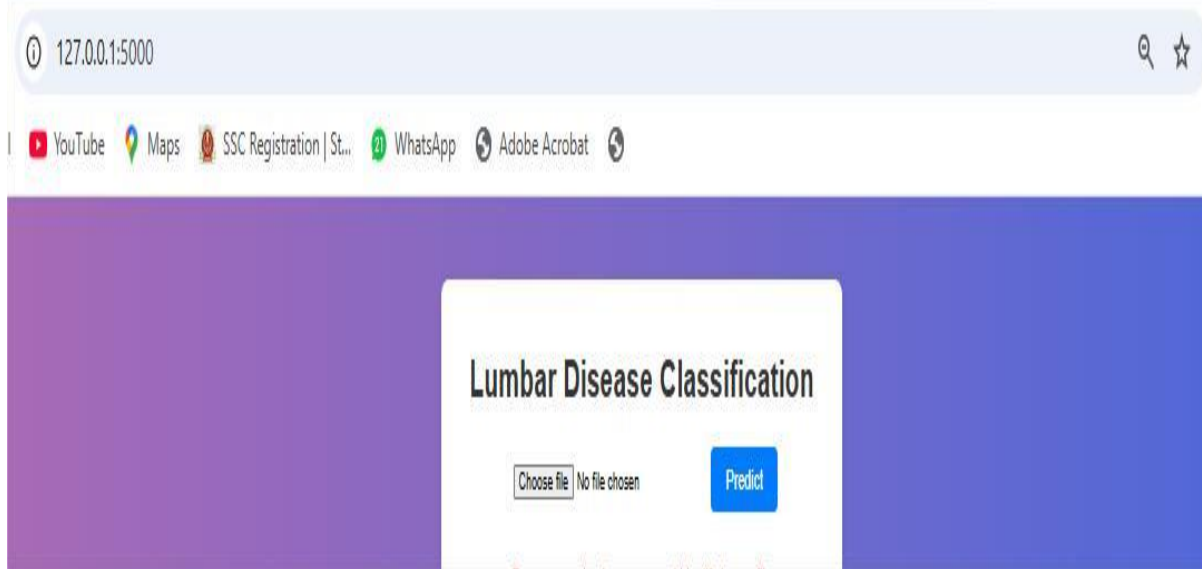 127.0.0.1:5000
YouTube Maps SSC Registration | St... 21 WhatsApp Adobe Acrobat
Lumbar Disease Classification
Choose file No file chosen Predict